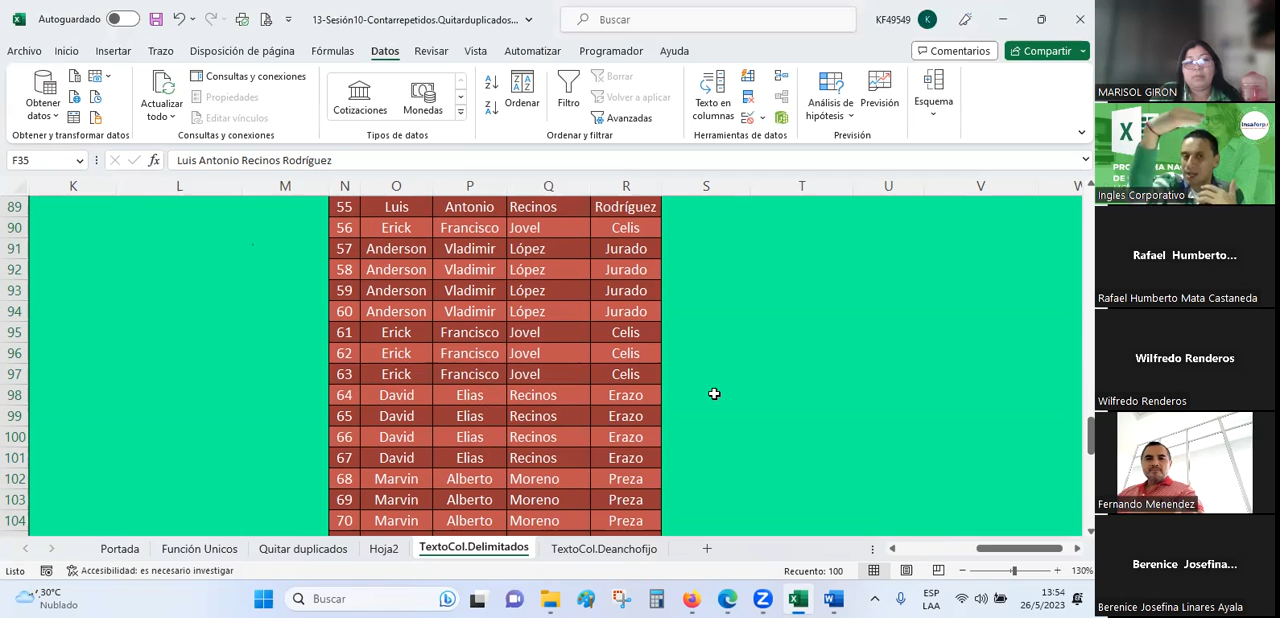 Autoguardado
13-Sesión10-Contarrepetidos.Quitarduplicados...
Buscar
KF49549
K
Archivo Inicio Insertar Trazo Disposición de página Fórmulas Datos Revisar Vista Automatizar Programador Ayuda
Comentarios
Compartir
Obtener datos
Actualizar todo
Consultas y conexiones
Propiedades
Editar vínculos
Cotizaciones
Monedas
Ordenar
Filtro
Borrar
Volver a aplicar
Avanzadas
Texto en columnas
Análisis de hipótesis
Previsión
Esquema
Obtener y transformar datos
Consultas y conexiones
Tipos de datos
Ordenar y filtrar
Herramientas de datos
Previsión
F35
fx
Luis Antonio Recinos Rodríguez
K L M N O P Q R S T U V W
89 55 Luis Antonio Recinos Rodríguez
90 56 Erick Francisco Jovel Celis
91 57 Anderson Vladimir López Jurado
92 58 Anderson Vladimir López Jurado
93 59 Anderson Vladimir López Jurado
94 60 Anderson Vladimir López Jurado
95 61 Erick Francisco Jovel Celis
96 62 Erick Francisco Jovel Celis
97 63 Erick Francisco Jovel Celis
98 64 David Elias Recinos Erazo
99 65 David Elias Recinos Erazo
100 66 David Elias Recinos Erazo
101 67 David Elias Recinos Erazo
102 68 Marvin Alberto Moreno Preza
103 69 Marvin Alberto Moreno Preza
104 70 Marvin Alberto Moreno Preza
Portada Función Unicos Quitar duplicados Hoja2 TextoCol.Delimitados TextoCol.Deanchofijo
Listo
Accesibilidad: es necesario investigar
Recuento: 100
130%
30°C
Nublado
Buscar
ESP
LAA
13:54
26/5/2023
MARISOL GIRON
Insaforp
Ingles Corporativo
Rafael Humberto...
Rafael Humberto Mata Castaneda
Wilfredo Renderos
Wilfredo Renderos
Fernando Menendez
Berenice Josefina...
Berenice Josefina Linares Ayala